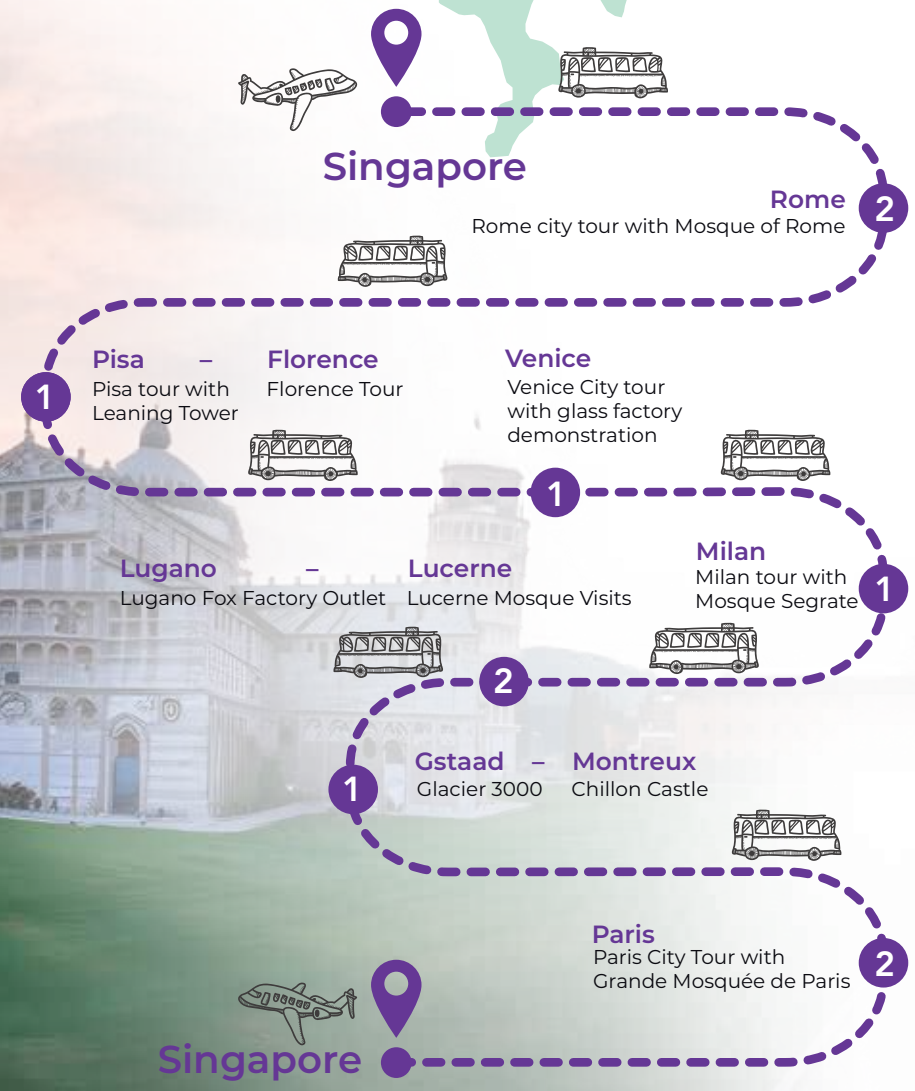 Singapore
Rome
2
Rome city tour with Mosque of Rome
Pisa – Florence
Pisa tour with
Leaning Tower
Florence Tour
1
Venice
Venice City tour
with glass factory
demonstration
1
Milan
Milan tour with
Mosque Segrate
1
Lugano – Lucerne
Lugano Fox Factory Outlet
Lucerne Mosque Visits
2
Gstaad – Montreux
Glacier 3000
Chillon Castle
1
Paris
Paris City Tour with
Grande Mosquée de Paris
2
Singapore